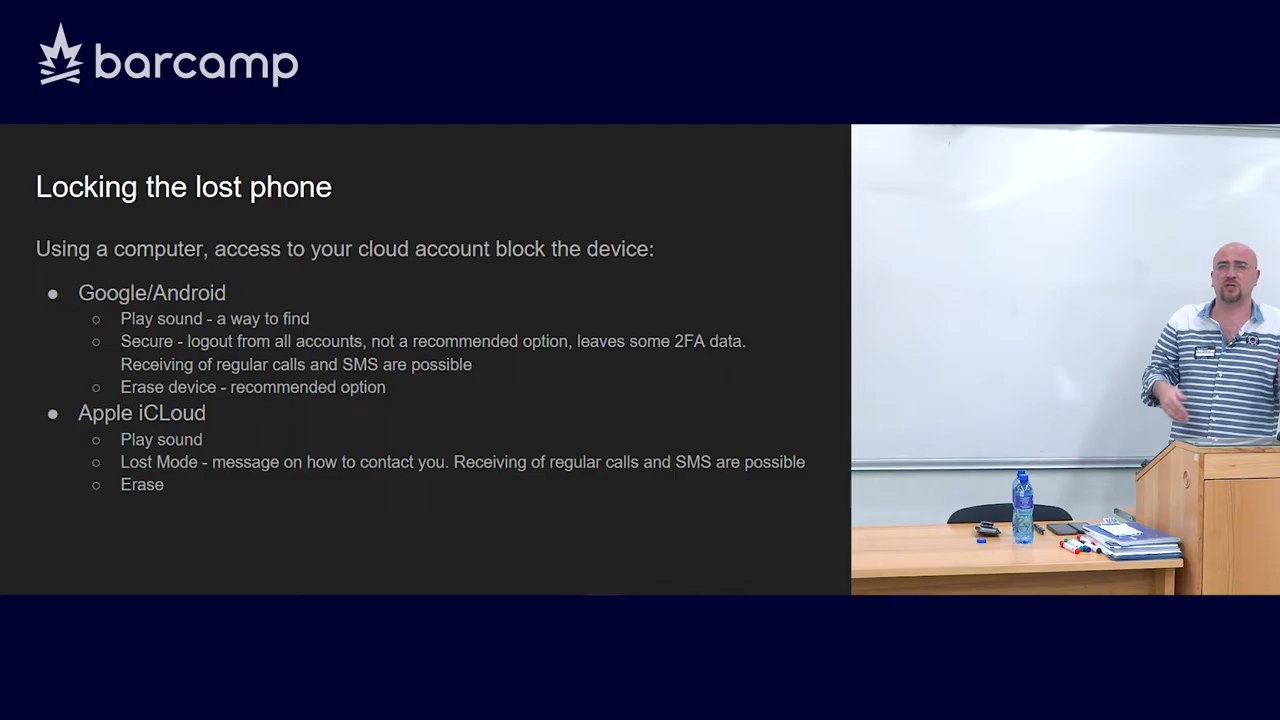 barcamp
Locking the lost phone
Using a computer, access to your cloud account block the device:
● Google/Android
○ Play sound - a way to find
○ Secure - logout from all accounts, not a recommended option, leaves some 2FA data.
Receiving of regular calls and SMS are possible
○ Erase device - recommended option
● Apple iCLoud
○ Play sound
○ Lost Mode - message on how to contact you. Receiving of regular calls and SMS are possible
○ Erase